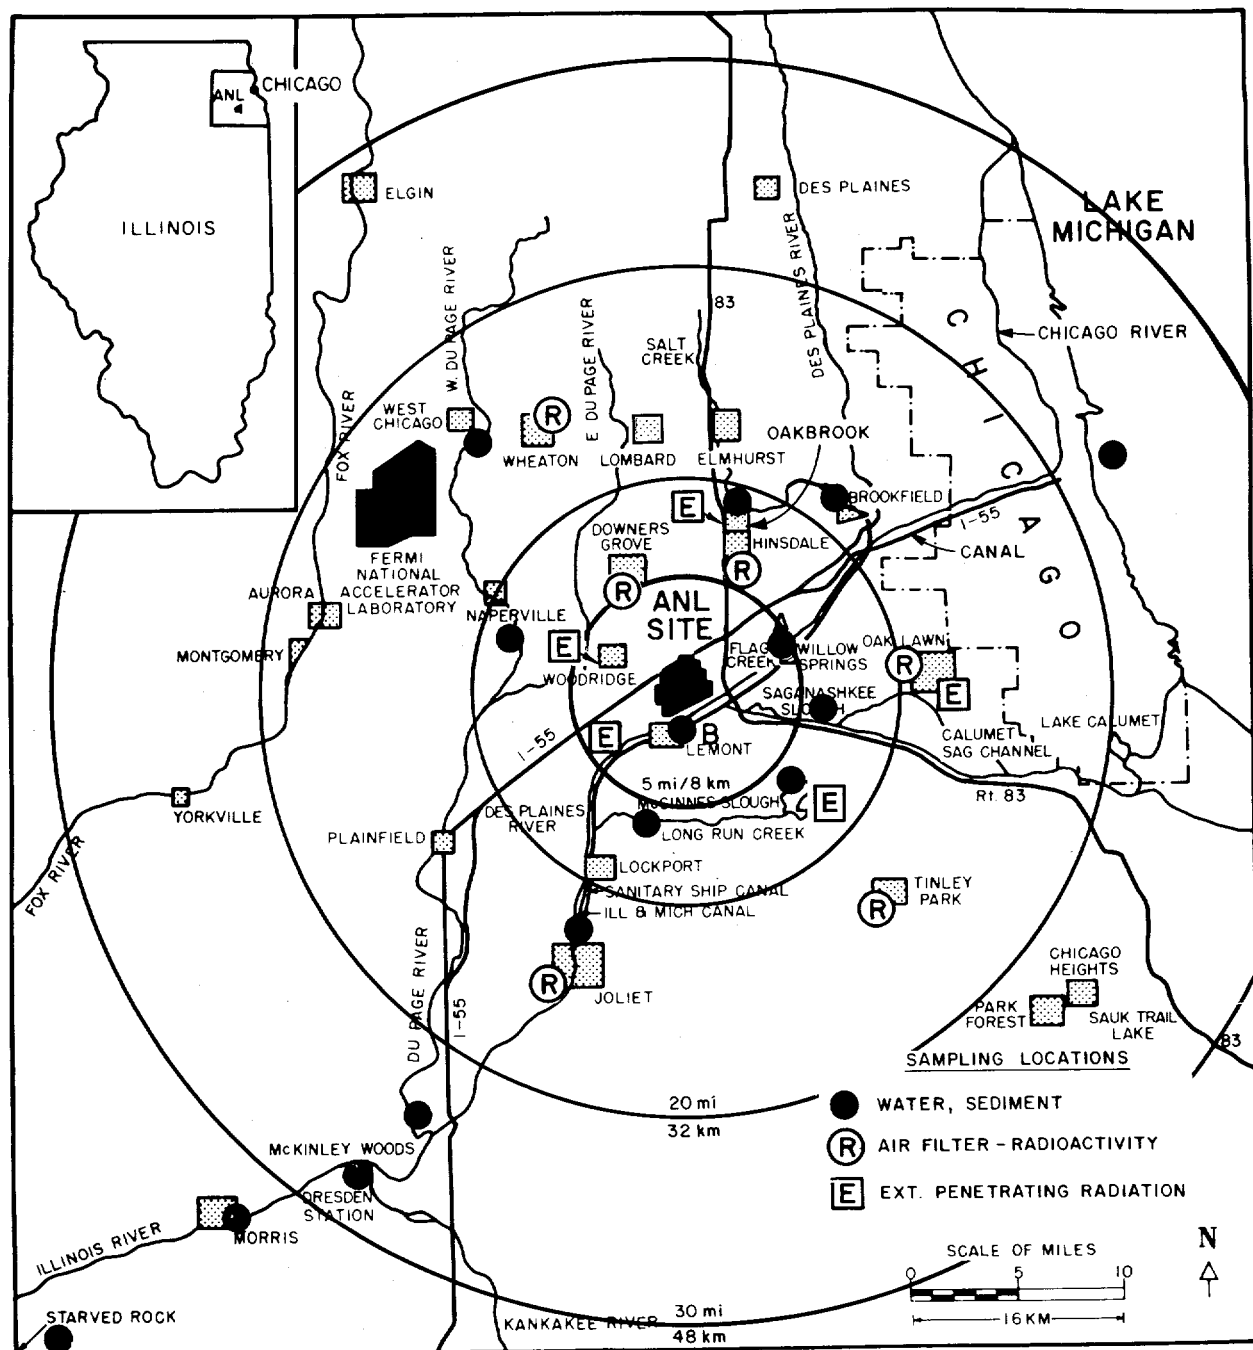 CHICAGO
ANL
ILLINOIS
ELGIN
DES PLAINES
LAKE
MICHIGAN
W. DU PAGE RIVER
E DU PAGE RIVER
DES PLAINES RIVER
83
SALT
CREEK
CHICAGO RIVER
CHICAGO
FOX RIVER
WEST
CHICAGO
R
WHEATON
LOMBARD
ELMHURST
OAKBROOK
E
BROOKFIELD
I-55
CANAL
DOWNERS
GROVE
HINSDALE
R
R
FERMI
NATIONAL
ACCELERATOR
LABORATORY
AURORA
NAPERVILLE
ANL
SITE
MONTGOMERY
E
WOODRIDGE
FLAG
CREEK
WILLOW
SPRINGS
OAK LAWN
R
E
SAGANASHKEE
SLOUGH
LAKE CALUMET
CALUMET
SAG CHANNEL
I-55
E
B
LEMONT
5 mi/8 km
Rt. 83
McGINNES SLOUGH
E
YORKVILLE
DES PLAINES
RIVER
PLAINFIELD
LONG RUN CREEK
FOX RIVER
LOCKPORT
SANITARY SHIP CANAL
ILL & MICH CANAL
TINLEY
PARK
R
DU PAGE RIVER
I-55
R
JOLIET
CHICAGO
HEIGHTS
PARK
FOREST
SAUK TRAIL
LAKE
83
SAMPLING LOCATIONS
20 mi
32 km
WATER, SEDIMENT
R AIR FILTER - RADIOACTIVITY
E EXT. PENETRATING RADIATION
McKINLEY WOODS
DRESDEN
STATION
MORRIS
ILLINOIS RIVER
N
SCALE OF MILES
0 5 10
16 KM
30 mi
48 km
KANKAKEE RIVER
STARVED ROCK